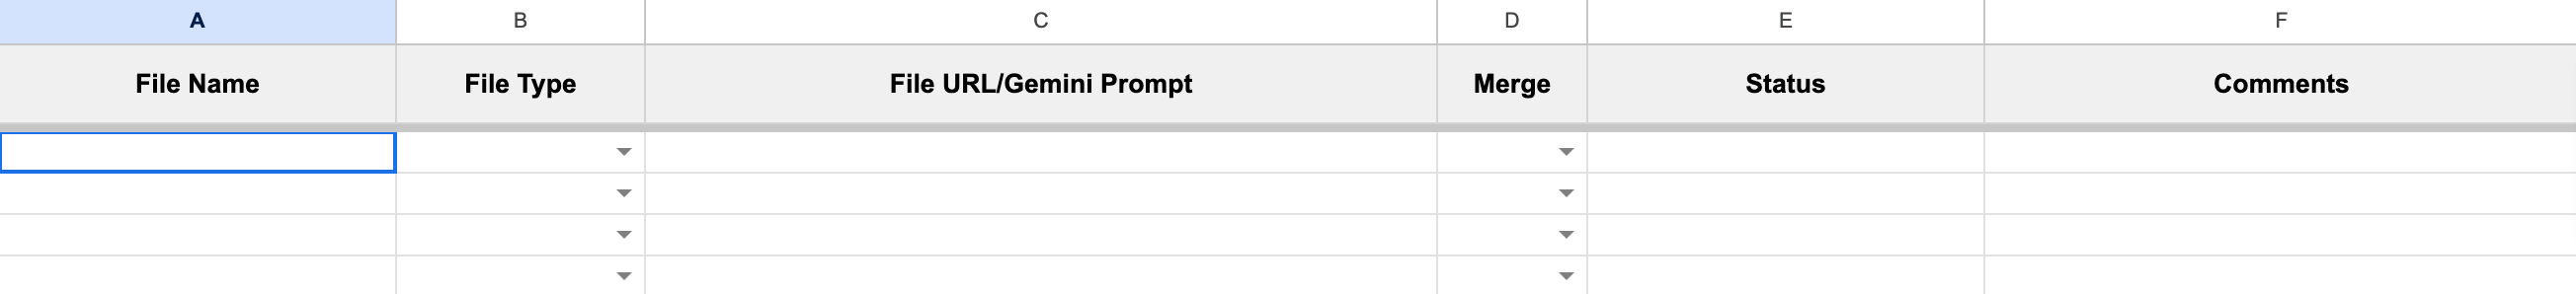 A B C D E F
File Name File Type File URL/Gemini Prompt Merge Status Comments